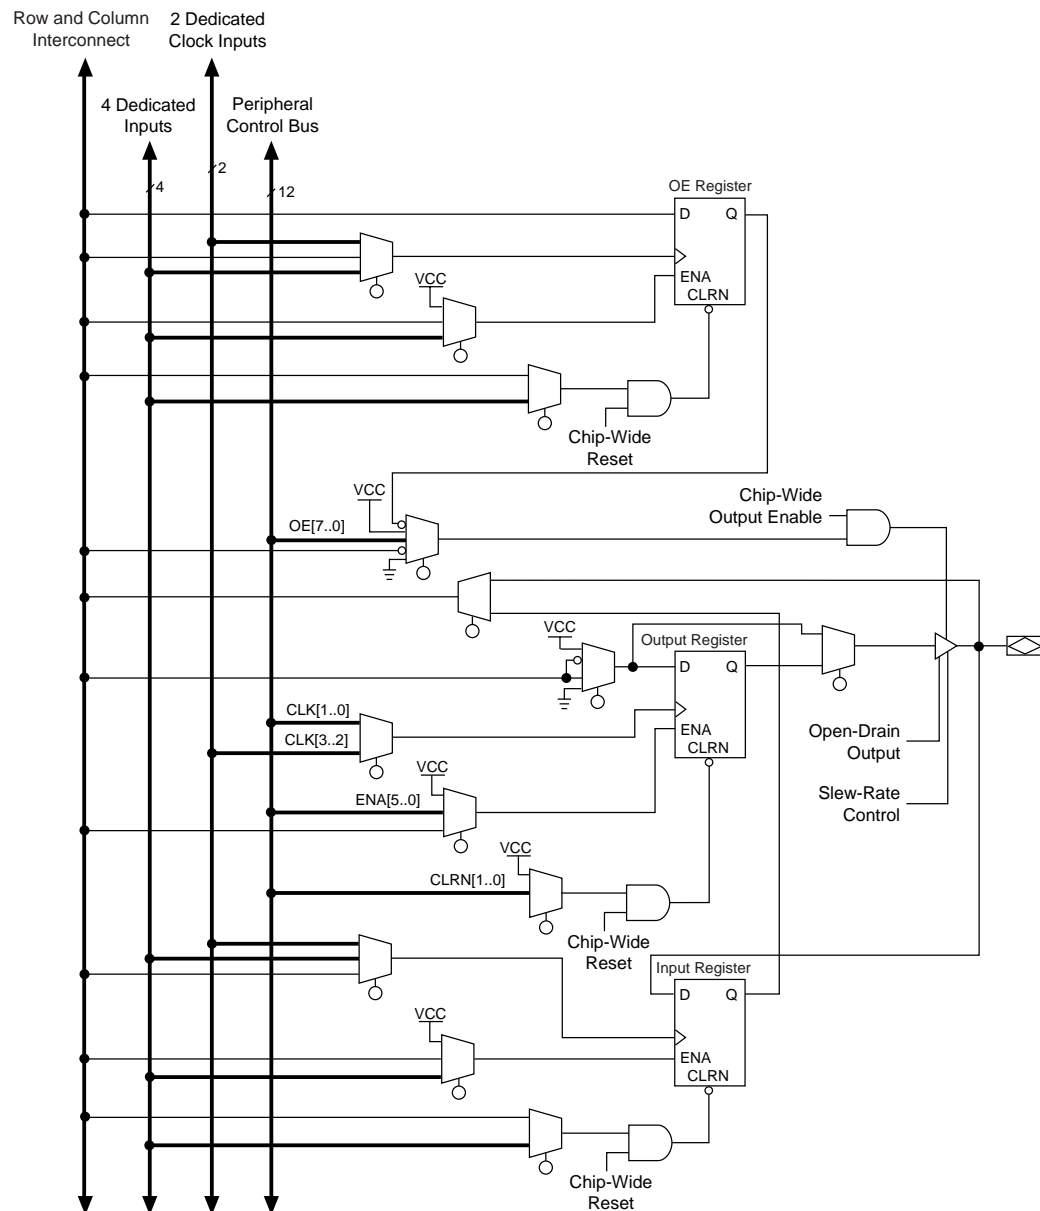 Row and Column
Interconnect
2 Dedicated
Clock Inputs
4 Dedicated
Inputs
Peripheral
Control Bus
2
4
12
OE Register
D Q
ENA
CLRN
VCC
Chip-Wide
Reset
VCC
Chip-Wide
Output Enable
OE[7..0]
VCC
Output Register
D Q
ENA
CLRN
CLK[1..0]
CLK[3..2]
Open-Drain
Output
VCC
ENA[5..0]
Slew-Rate
Control
VCC
CLRN[1..0]
Chip-Wide
Reset
Input Register
D Q
ENA
CLRN
VCC
Chip-Wide
Reset